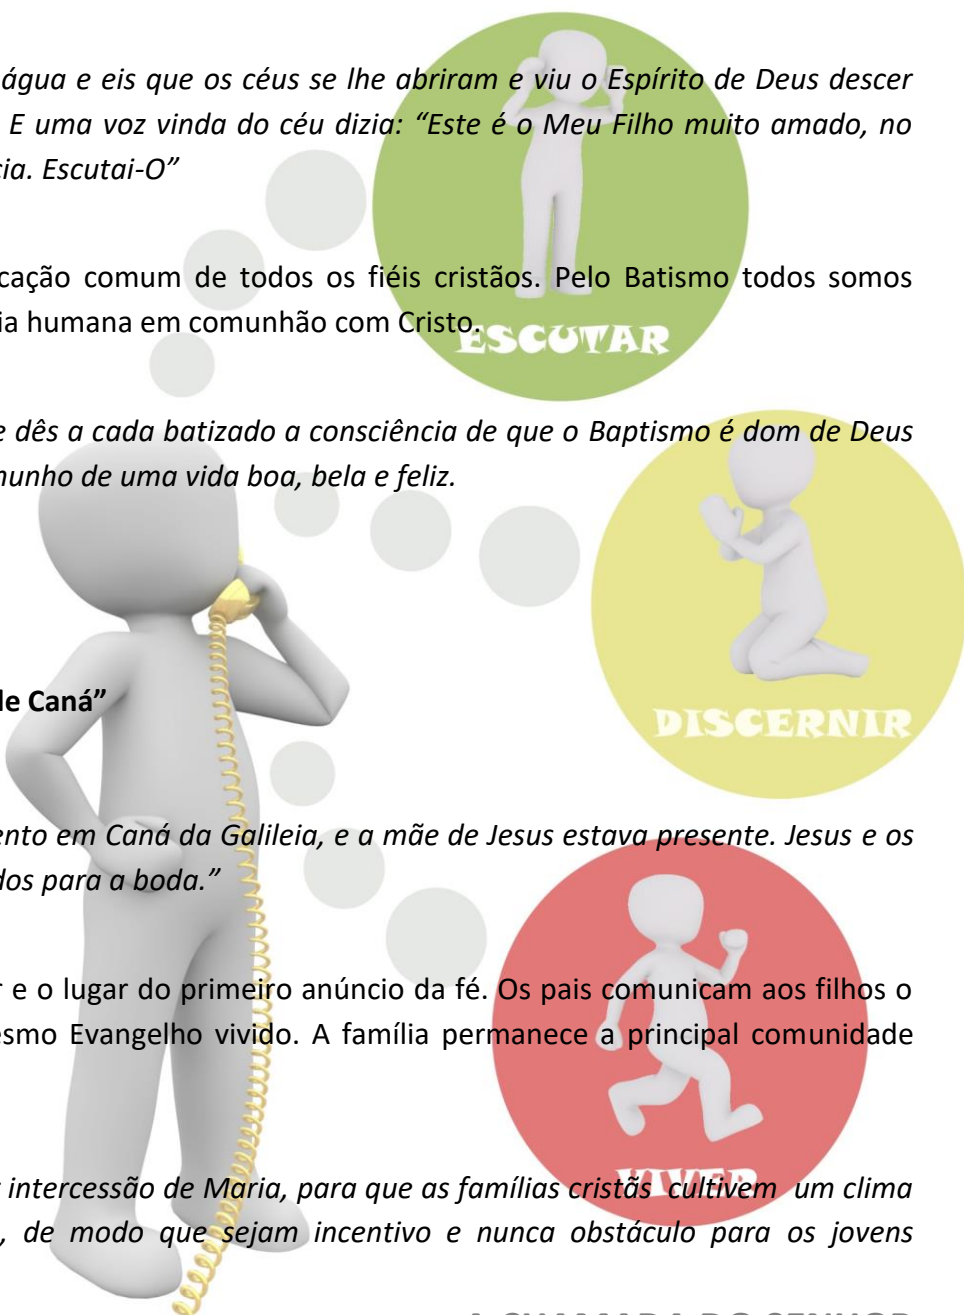 água e eis que os céus se lhe abriram e viu o Espírito de Deus descer
E uma voz vinda do céu dizia: “Este é o Meu Filho muito amado, no
cia. Escutai-O”
cação comum de todos os fiéis cristãos. Pelo Batismo todos somos
ia humana em comunhão com Cristo.
ESCUTAR
e dês a cada batizado a consciência de que o Baptismo é dom de Deus
nunho de uma vida boa, bela e feliz.
de Caná”
DISCERNIR
ento em Caná da Galileia, e a mãe de Jesus estava presente. Jesus e os
dos para a boda.”
r e o lugar do primeiro anúncio da fé. Os pais comunicam aos filhos o
esmo Evangelho vivido. A família permanece a principal comunidade
VIVER
r intercessão de Maria, para que as famílias cristãs cultivem um clima
, de modo que sejam incentivo e nunca obstáculo para os jovens
A CHAMADA DO SENHOR